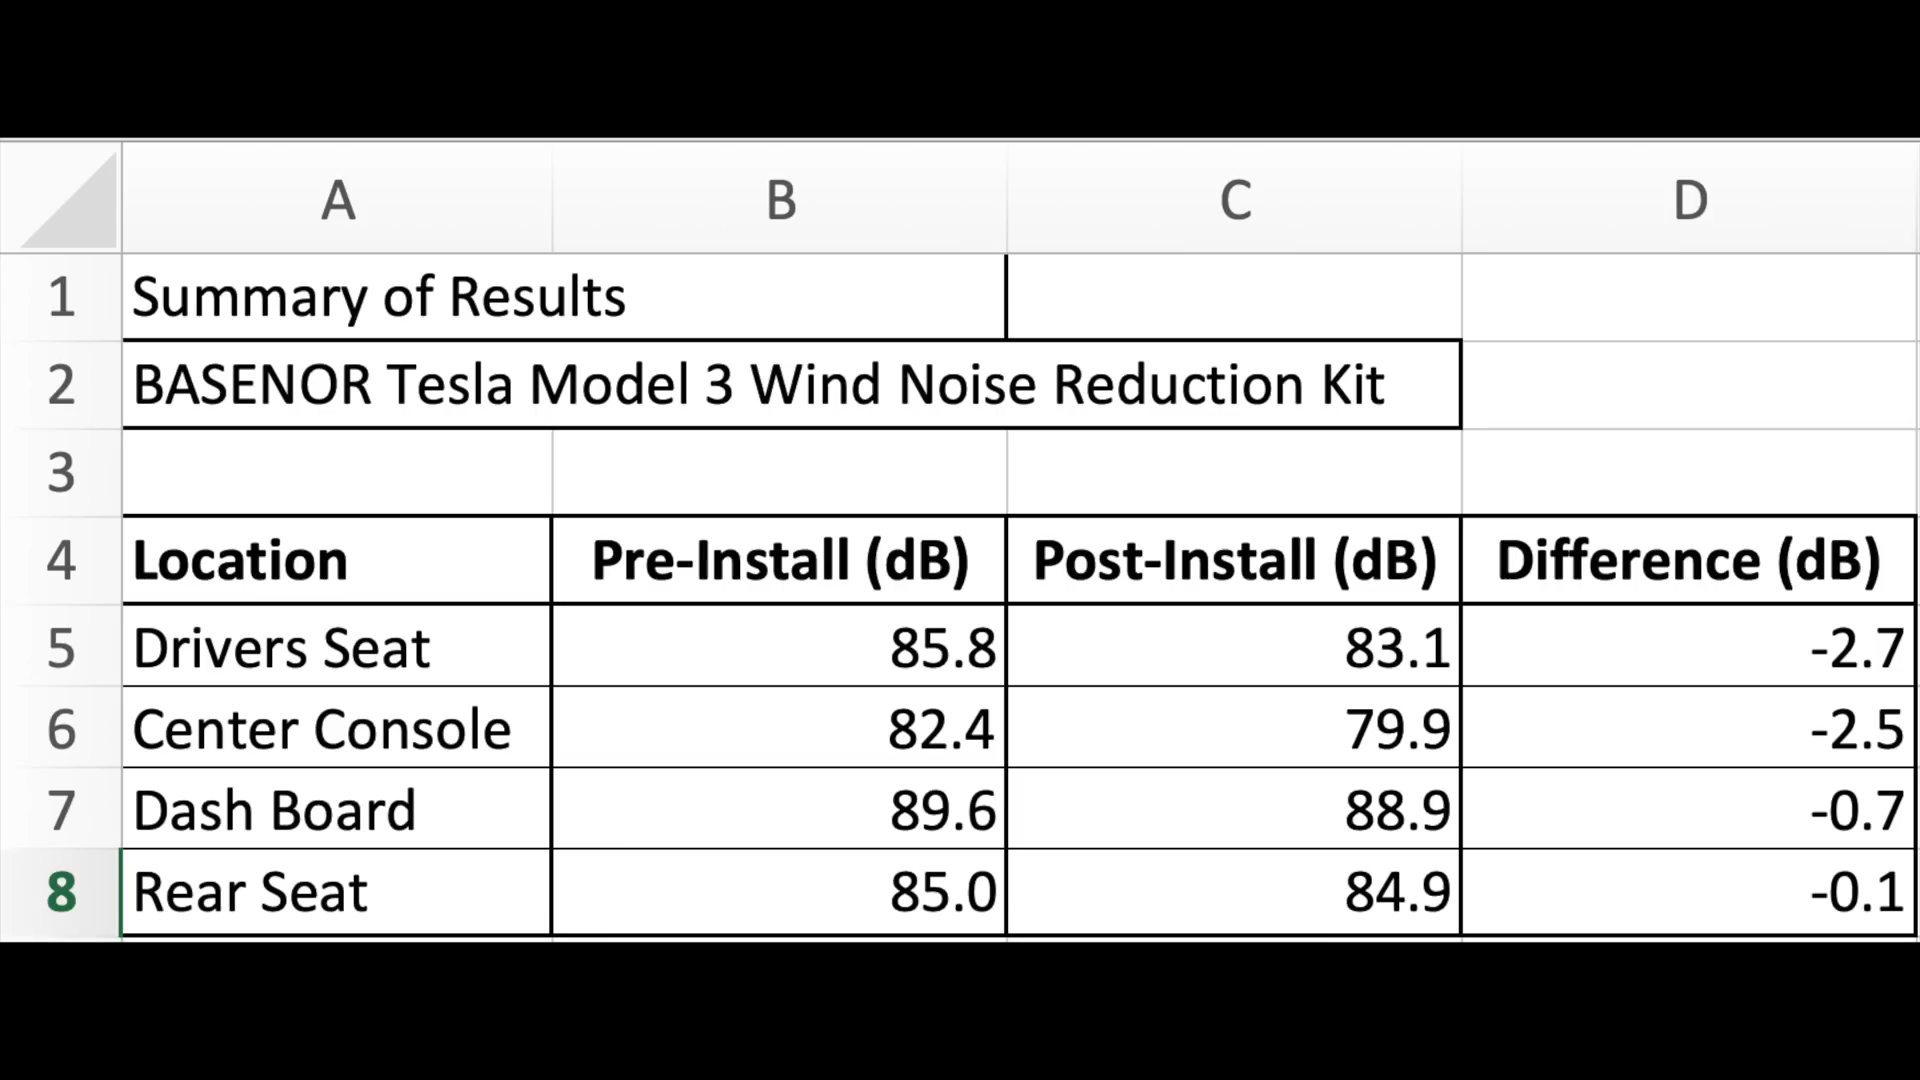 A B C D
1 Summary of Results
2 BASENOR Tesla Model 3 Wind Noise Reduction Kit
3
4 Location Pre-Install (dB) Post-Install (dB) Difference (dB)
5 Drivers Seat 85.8 83.1 -2.7
6 Center Console 82.4 79.9 -2.5
7 Dash Board 89.6 88.9 -0.7
8 Rear Seat 85.0 84.9 -0.1